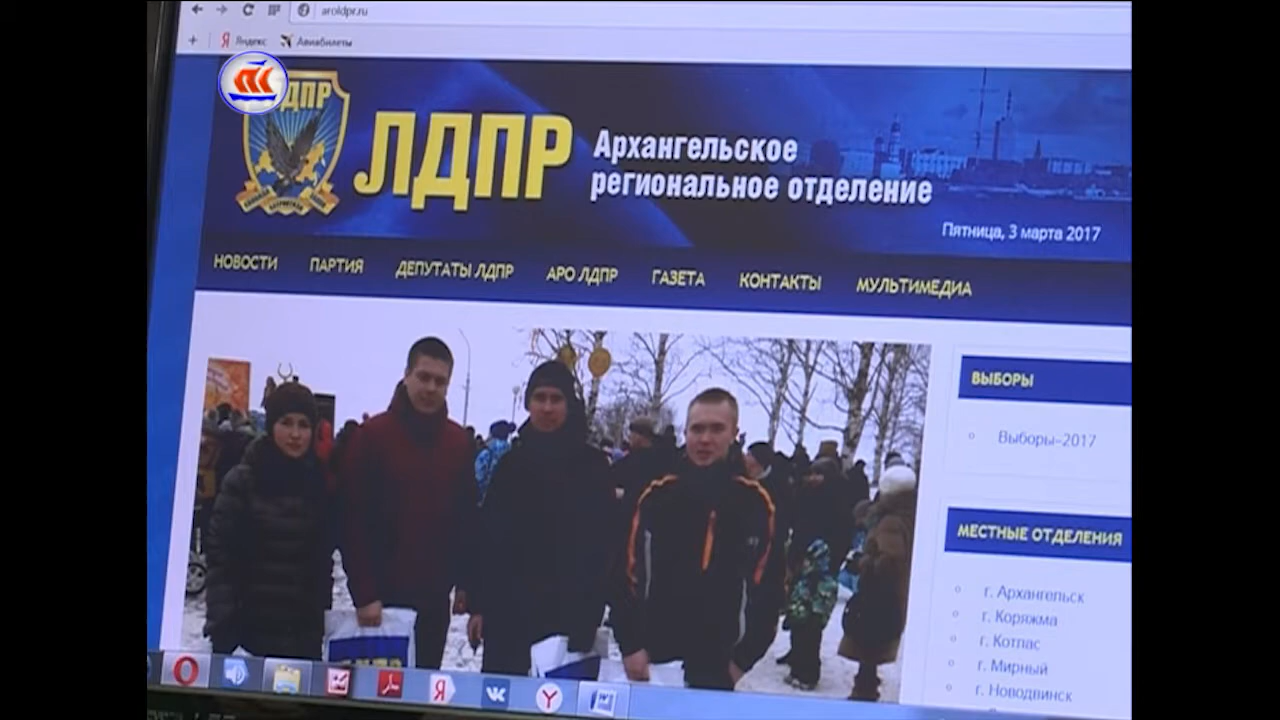 aroldpr.ru
Яндекс
Авиабилеты
ЛДПР
ЛДПР
Архангельское
региональное отделение
Пятница, 3 марта 2017
НОВОСТИ ПАРТИЯ ДЕПУТАТЫ ЛДПР АРО ЛДПР ГАЗЕТА КОНТАКТЫ МУЛЬТИМЕДИА
ВЫБОРЫ
Выборы-2017
МЕСТНЫЕ ОТДЕЛЕНИЯ
г. Архангельск
г. Коряжма
г. Котлас
г. Мирный
г. Новодвинск